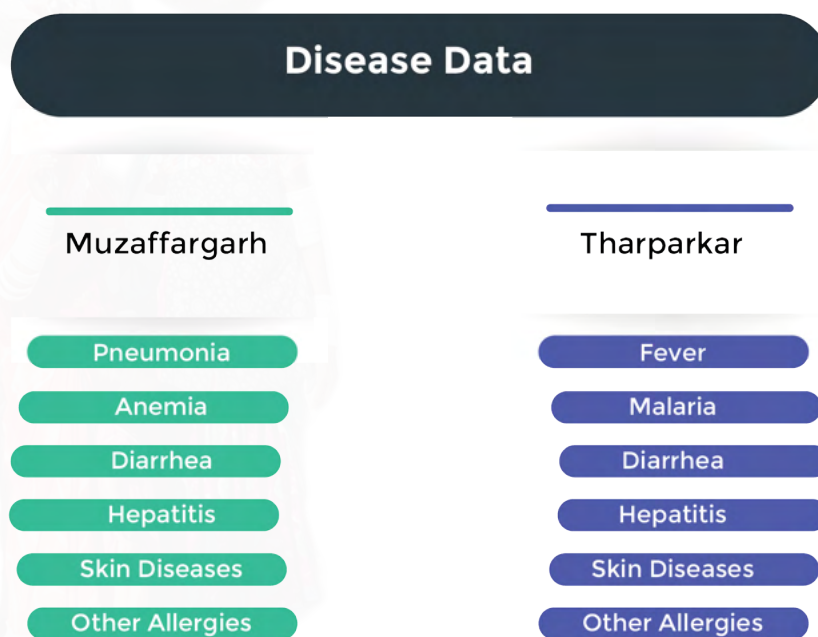 Disease Data
Muzaffargarh
Pneumonia
Anemia
Diarrhea
Hepatitis
Skin Diseases
Other Allergies
Tharparkar
Fever
Malaria
Diarrhea
Hepatitis
Skin Diseases
Other Allergies